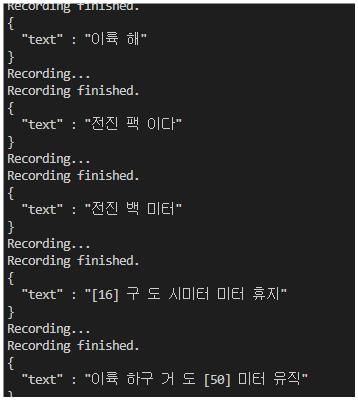 Recording finished.
{
"text" : "이륙 해"
}
Recording...
Recording finished.
{
"text" : "전진 팩 이다"
}
Recording...
Recording finished.
{
"text" : "전진 백 미터"
}
Recording...
Recording finished.
{
"text" : "[16] 구 도 시미터 미터 휴지"
}
Recording...
Recording finished.
{
"text" : "이륙 하구 거 도 [50] 미터 유직"
}